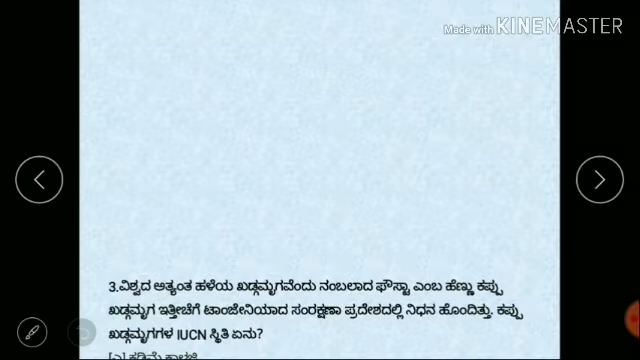 Made with KINEMASTER
3.ವಿಶ್ವದ ಅತ್ಯಂತ ಹಳೆಯ ಖಡ್ಗಮೃಗವೆಂದು ನಂಬಲಾದ ಫೌಸ್ಟಾ ಎಂಬ ಹೆಣ್ಣು ಕಪ್ಪು
ಖಡ್ಗಮೃಗ ಇತ್ತೀಚೆಗೆ ಟಾಂಜೇನಿಯಾದ ಸಂರಕ್ಷಣಾ ಪ್ರದೇಶದಲ್ಲಿ ನಿಧನ ಹೊಂದಿತ್ತು. ಕಪ್ಪು
ಖಡ್ಗಮೃಗಗಳ IUCN ಸ್ಥಿತಿ ಏನು?